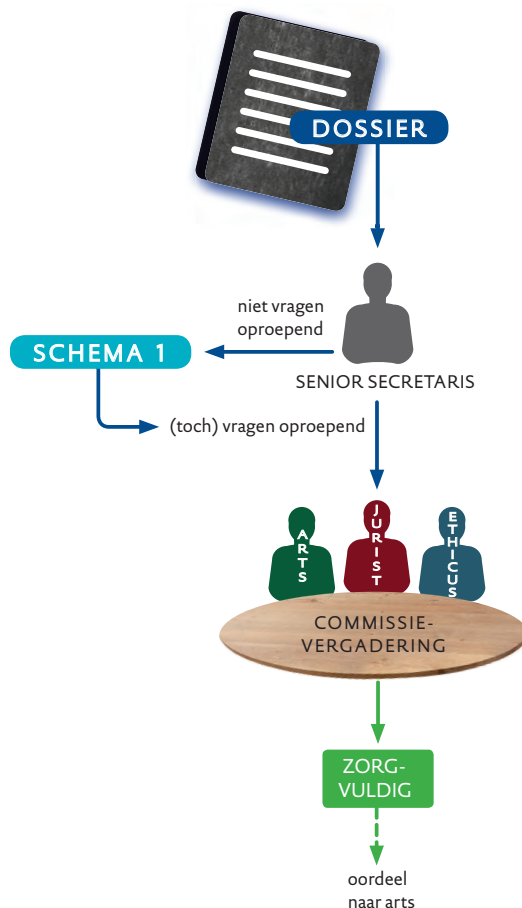 DOSSIER
niet vragen
oproepend
SCHEMA 1
SENIOR SECRETARIS
(toch) vragen oproepend
ARTS
JURIST
ETHICUS
COMMISSIE-
VERGADERING
ZORG-
VULDIG
oordeel
naar arts